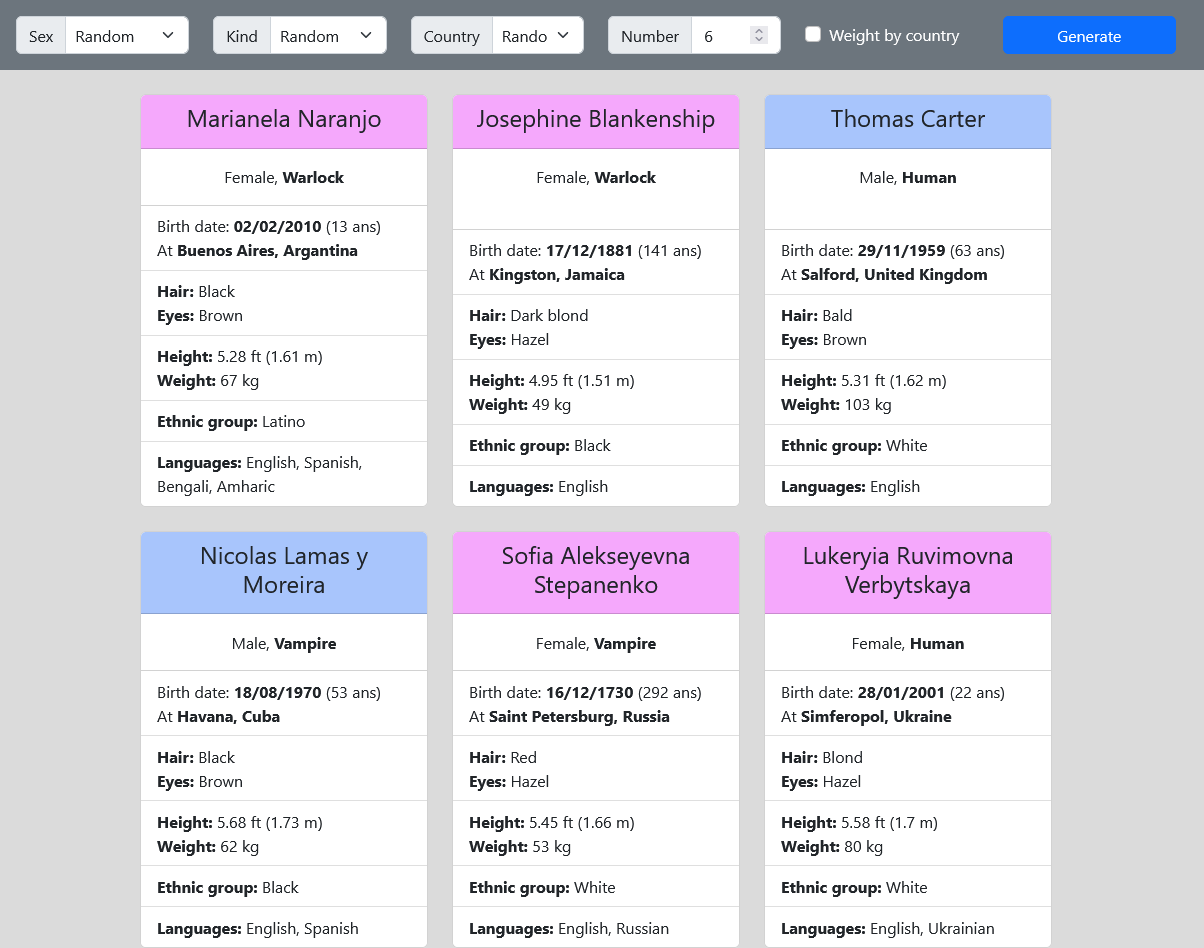 Sex Random Kind Random Country Rando Number 6 Weight by country Generate
Marianela Naranjo
Female, Warlock
Birth date: 02/02/2010 (13 ans)
At Buenos Aires, Argantina
Hair: Black
Eyes: Brown
Height: 5.28 ft (1.61 m)
Weight: 67 kg
Ethnic group: Latino
Languages: English, Spanish,
Bengali, Amharic
Josephine Blankenship
Female, Warlock
Birth date: 17/12/1881 (141 ans)
At Kingston, Jamaica
Hair: Dark blond
Eyes: Hazel
Height: 4.95 ft (1.51 m)
Weight: 49 kg
Ethnic group: Black
Languages: English
Thomas Carter
Male, Human
Birth date: 29/11/1959 (63 ans)
At Salford, United Kingdom
Hair: Bald
Eyes: Brown
Height: 5.31 ft (1.62 m)
Weight: 103 kg
Ethnic group: White
Languages: English
Nicolas Lamas y
Moreira
Male, Vampire
Birth date: 18/08/1970 (53 ans)
At Havana, Cuba
Hair: Black
Eyes: Brown
Height: 5.68 ft (1.73 m)
Weight: 62 kg
Ethnic group: Black
Languages: English, Spanish
Sofia Alekseyevna
Stepanenko
Female, Vampire
Birth date: 16/12/1730 (292 ans)
At Saint Petersburg, Russia
Hair: Red
Eyes: Hazel
Height: 5.45 ft (1.66 m)
Weight: 53 kg
Ethnic group: White
Languages: English, Russian
Lukeryia Ruvimovna
Verbytskaya
Female, Human
Birth date: 28/01/2001 (22 ans)
At Simferopol, Ukraine
Hair: Blond
Eyes: Hazel
Height: 5.58 ft (1.7 m)
Weight: 80 kg
Ethnic group: White
Languages: English, Ukrainian